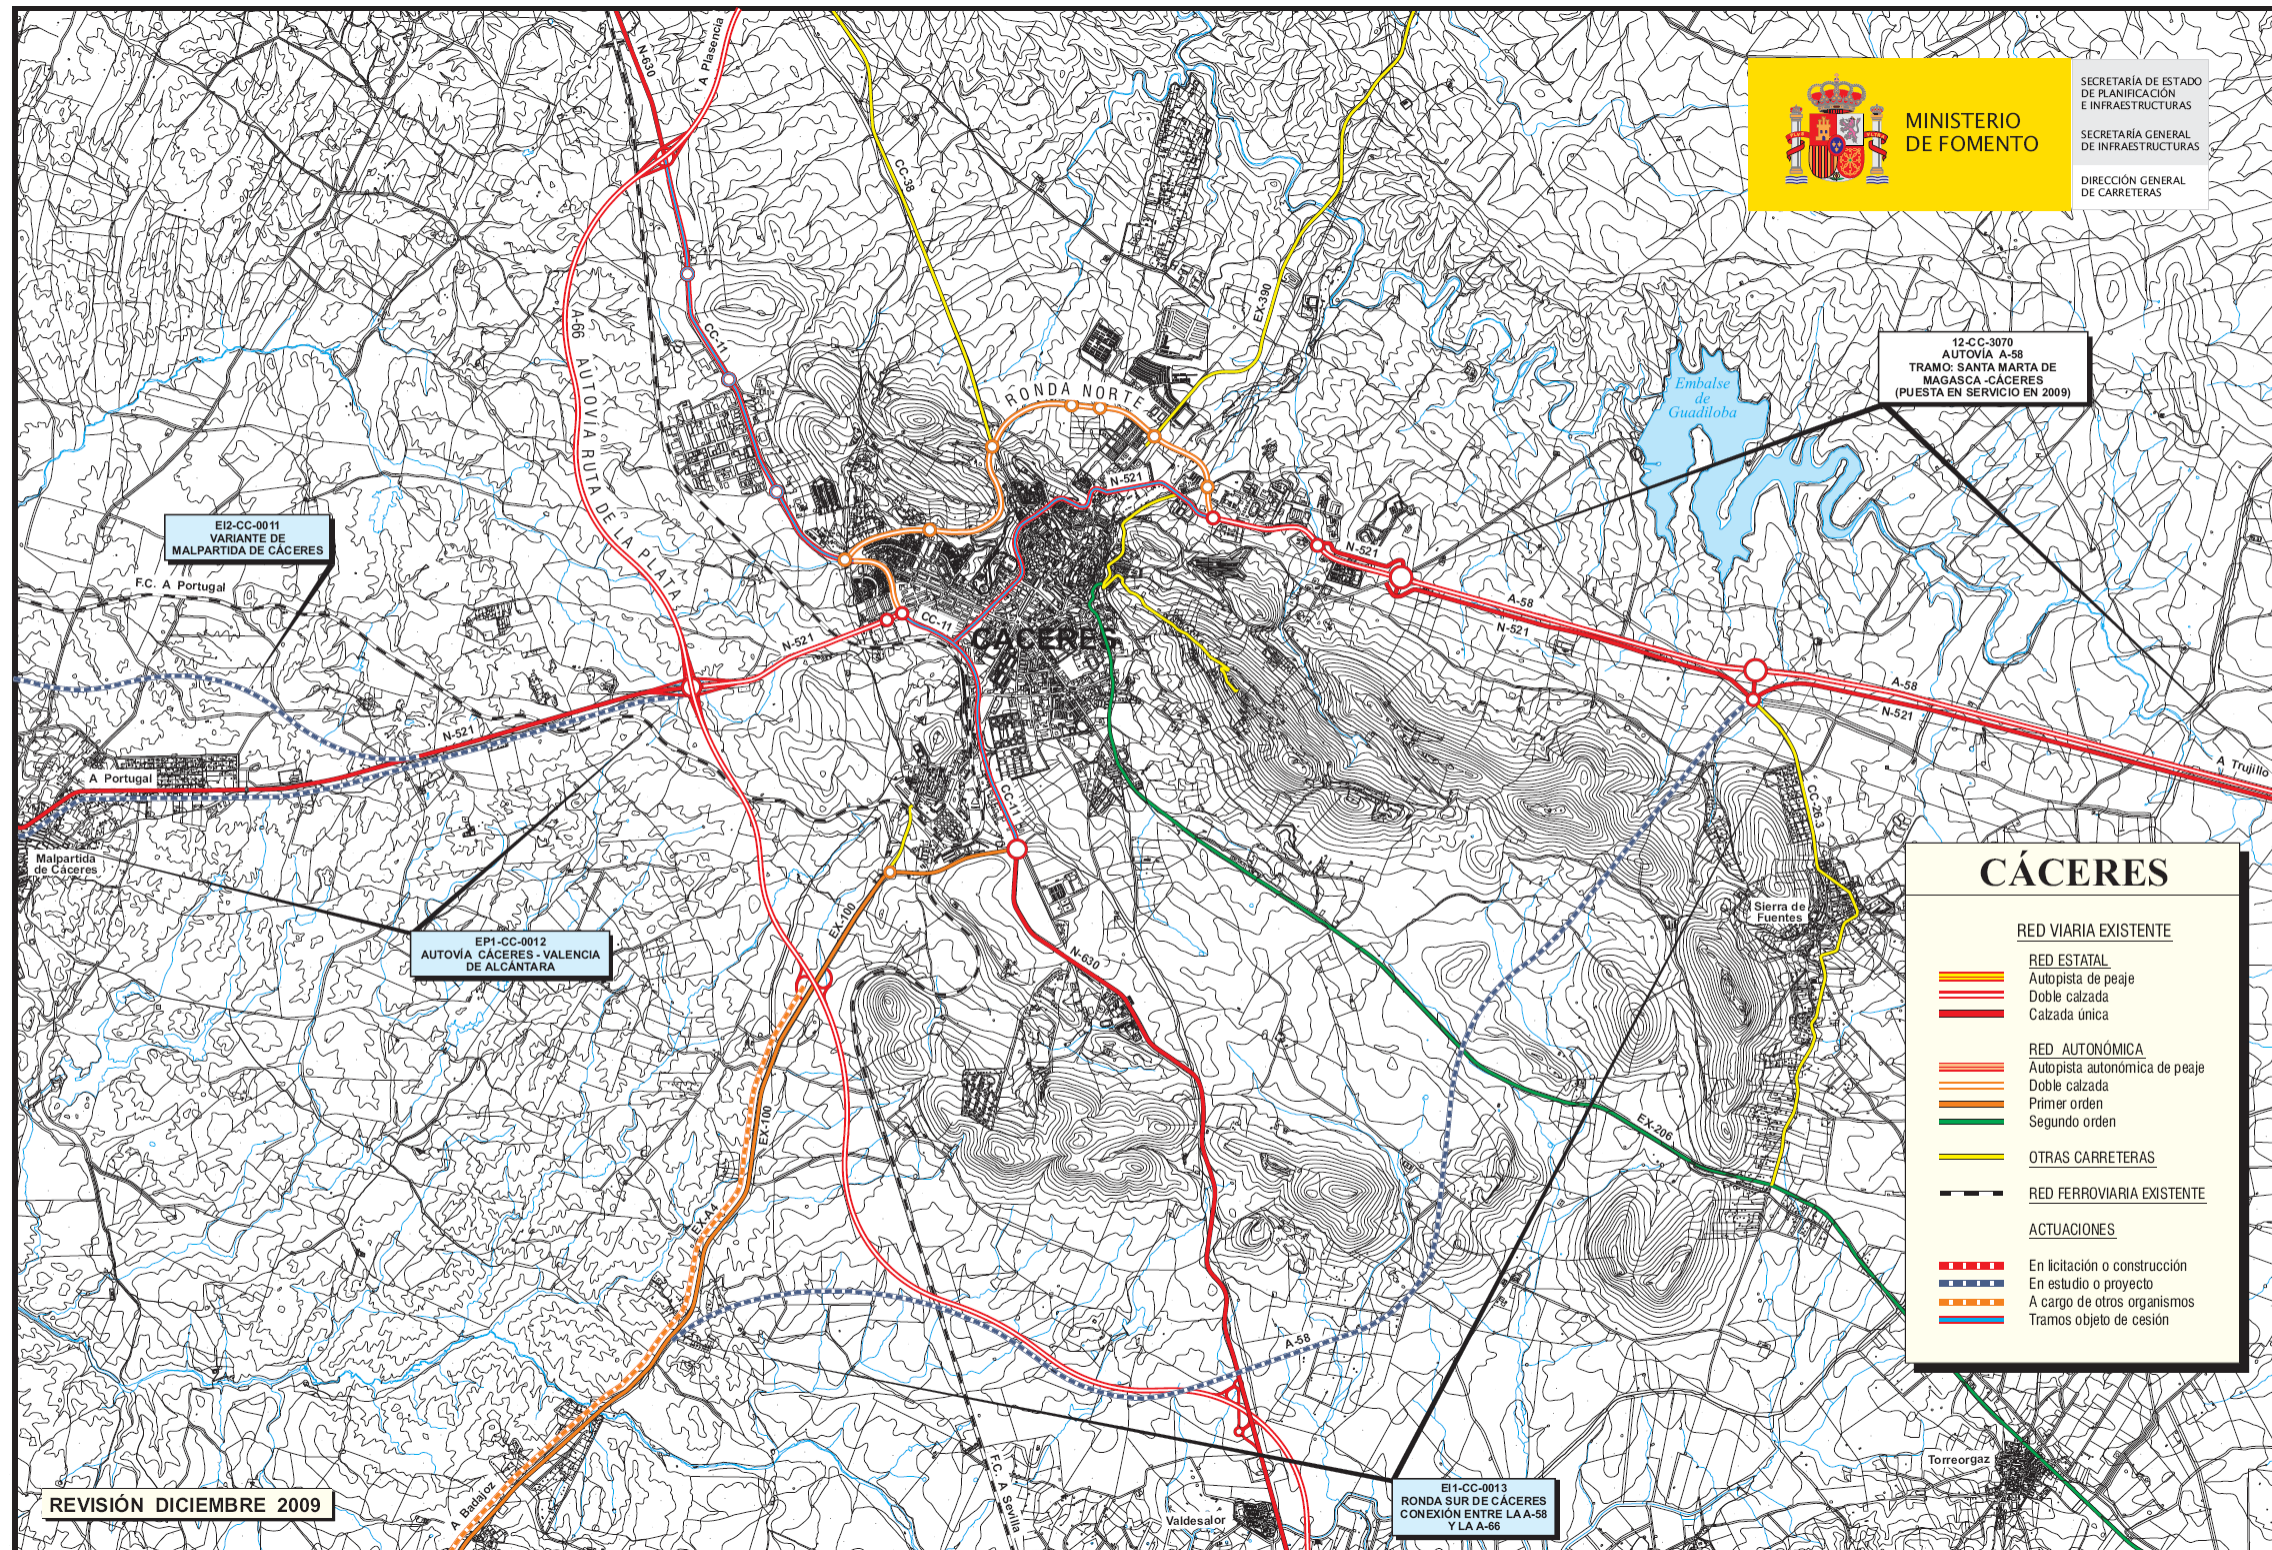 N-630
A Plasencia
CC-38
EX-390
MINISTERIO
DE FOMENTO
SECRETARÍA DE ESTADO
DE PLANIFICACIÓN
E INFRAESTRUCTURAS
SECRETARÍA GENERAL
DE INFRAESTRUCTURAS
DIRECCIÓN GENERAL
DE CARRETERAS
A-66 AUTOVÍA RUTA DE LA PLATA
CC-11
RONDA NORTE
12-CC-3070
AUTOVÍA A-58
TRAMO: SANTA MARTA DE
MAGASCA -CÁCERES
(PUESTA EN SERVICIO EN 2009)
Embalse
de
Guadiloba
N-521
N-521
EI2-CC-0011
VARIANTE DE
MALPARTIDA DE CÁCERES
F.C. A Portugal
N-521
CC-11
CÁCERES
A-58
N-521
A-58
N-521
A Trujillo
N-521
A Portugal
CC-11
Malpartida
de Cáceres
EP1-CC-0012
AUTOVÍA CÁCERES - VALENCIA
DE ALCÁNTARA
EX-100
N-630
Sierra de
Fuentes
EX-100
EX-A4
EX-206
A-58
CÁCERES
RED VIARIA EXISTENTE
RED ESTATAL
Autopista de peaje
Doble calzada
Calzada única
RED AUTONÓMICA
Autopista autonómica de peaje
Doble calzada
Primer orden
Segundo orden
OTRAS CARRETERAS
RED FERROVIARIA EXISTENTE
ACTUACIONES
En licitación o construcción
En estudio o proyecto
A cargo de otros organismos
Tramos objeto de cesión
REVISIÓN DICIEMBRE 2009
A Badajoz
F.C. A Sevilla
Valdesalor
EI1-CC-0013
RONDA SUR DE CÁCERES
CONEXIÓN ENTRE LA A-58
Y LA A-66
Torreorgaz